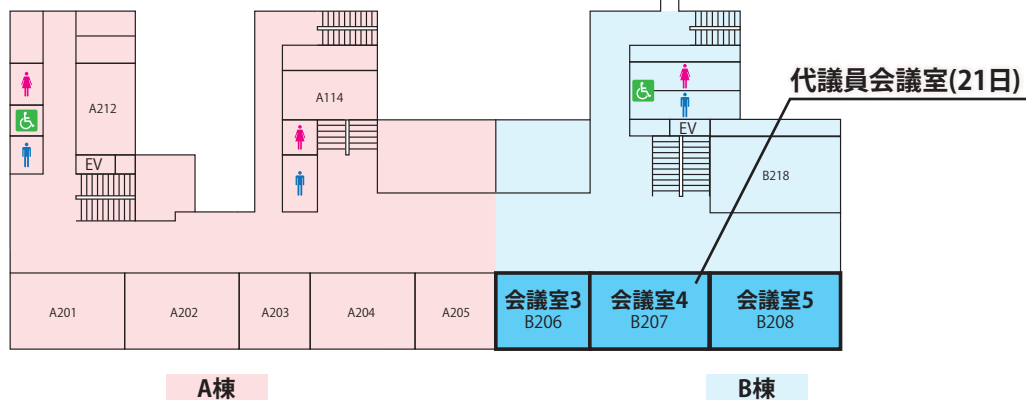 代議員会議室(21日)
A212
A114
EV
EV
B218
A201
A202
A203
A204
A205
会議室3
B206
会議室4
B207
会議室5
B208
A棟
B棟